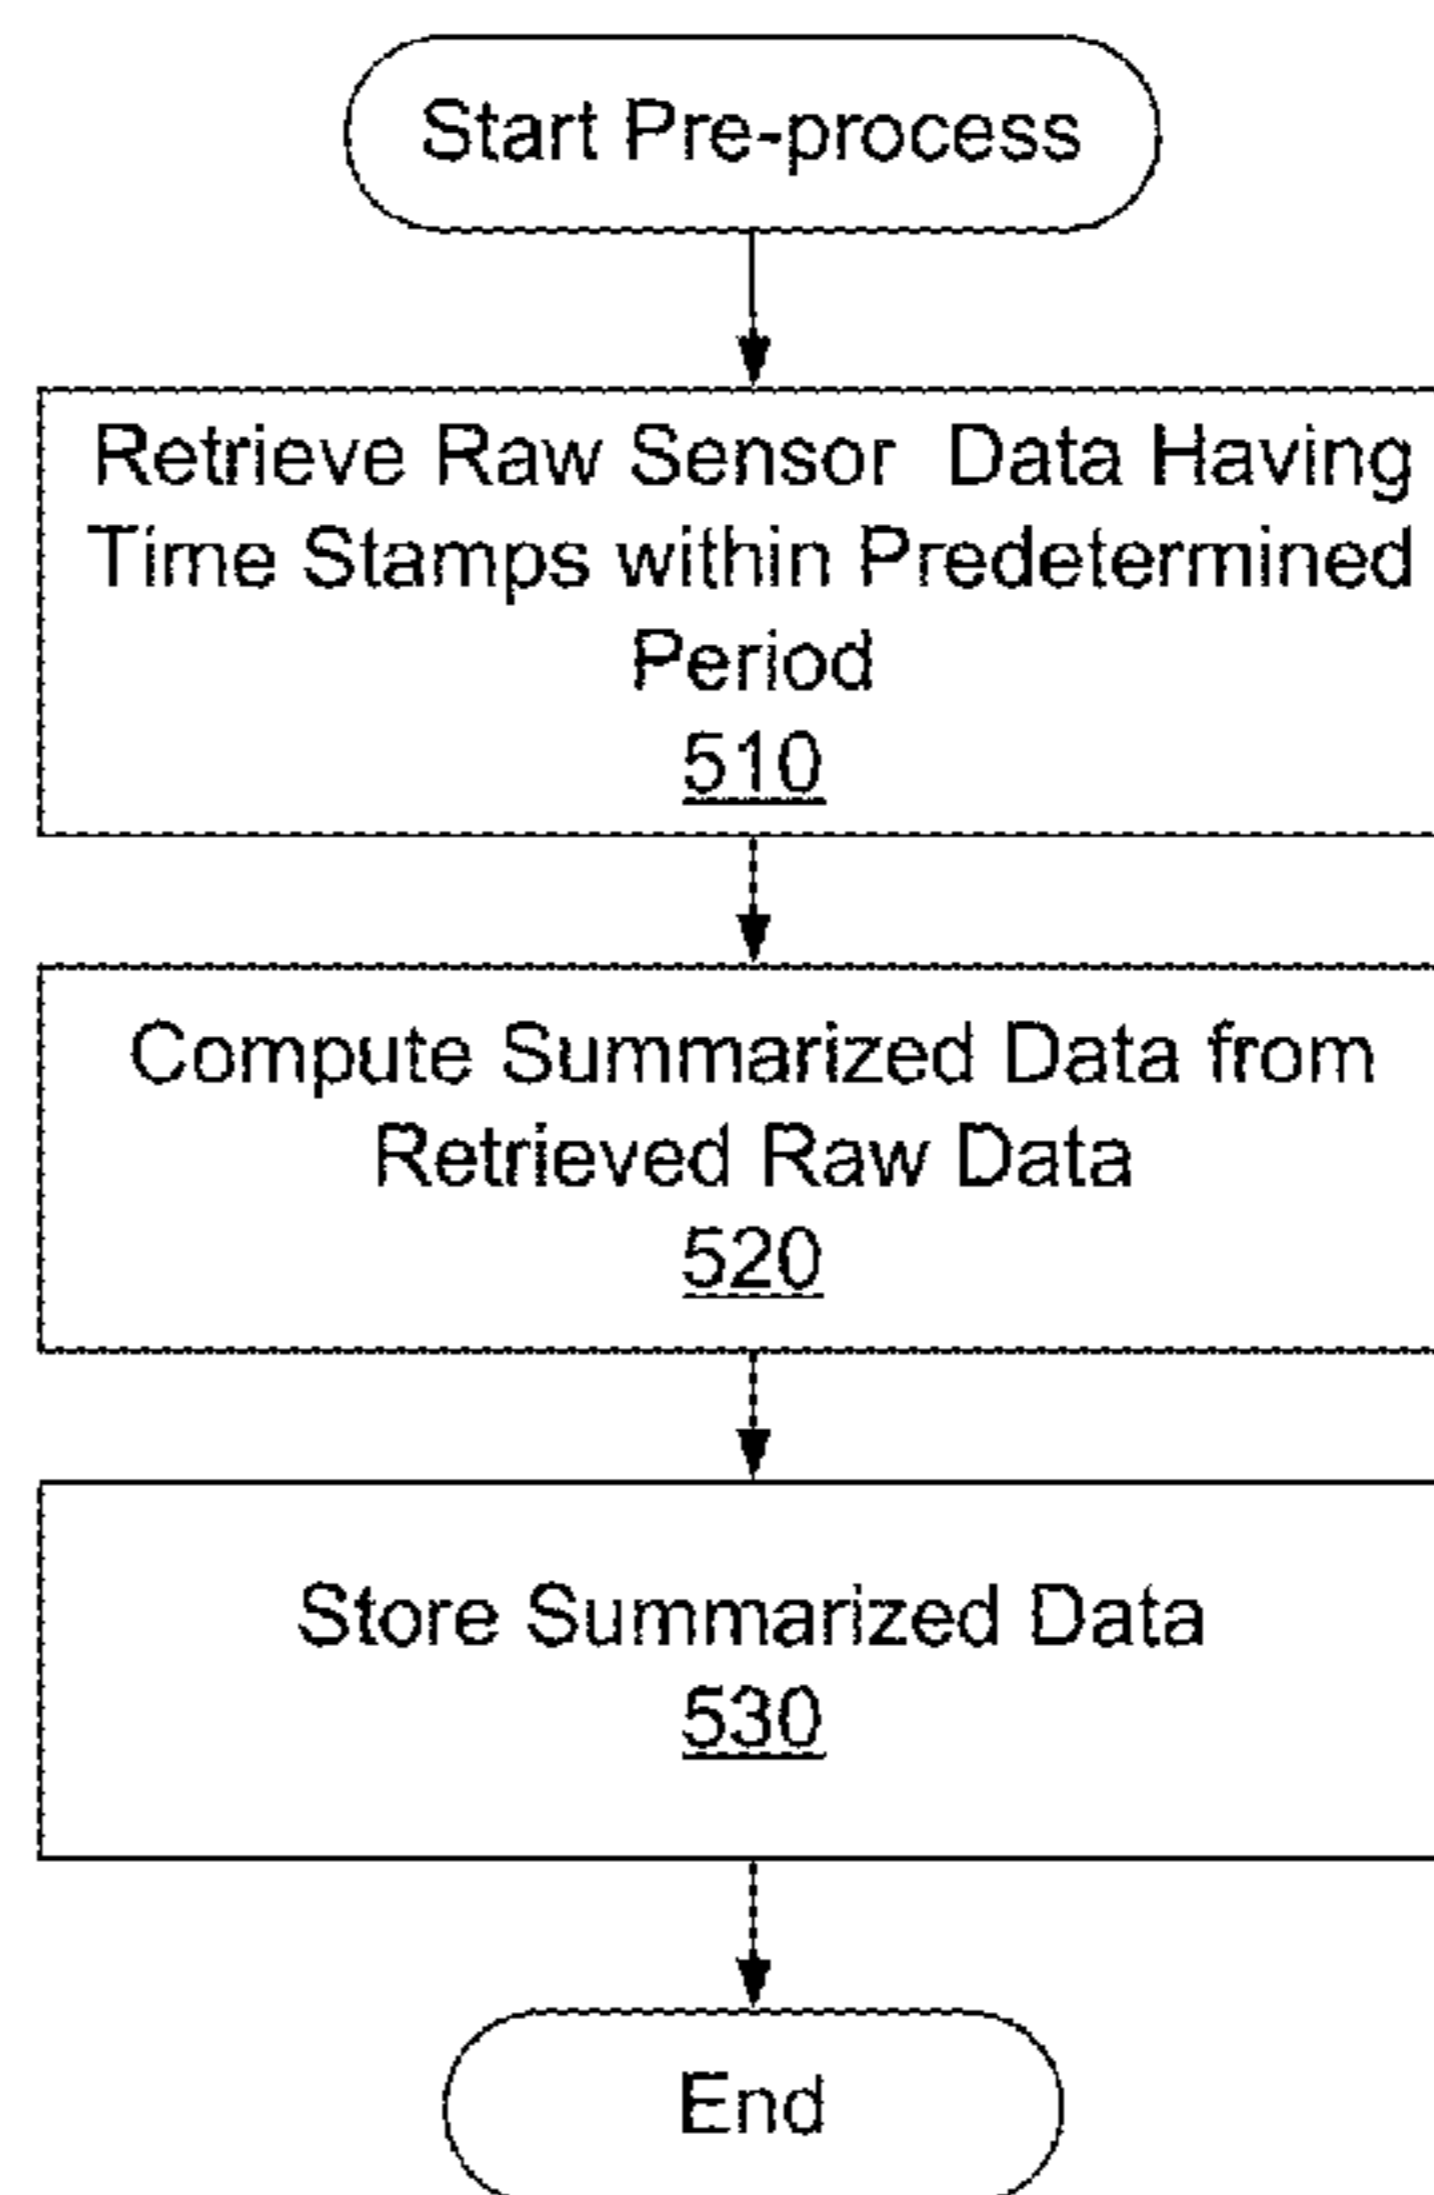 Start Pre-process
Retrieve Raw Sensor Data Having
Time Stamps within Predetermined
Period
510
Compute Summarized Data from
Retrieved Raw Data
520
Store Summarized Data
530
End